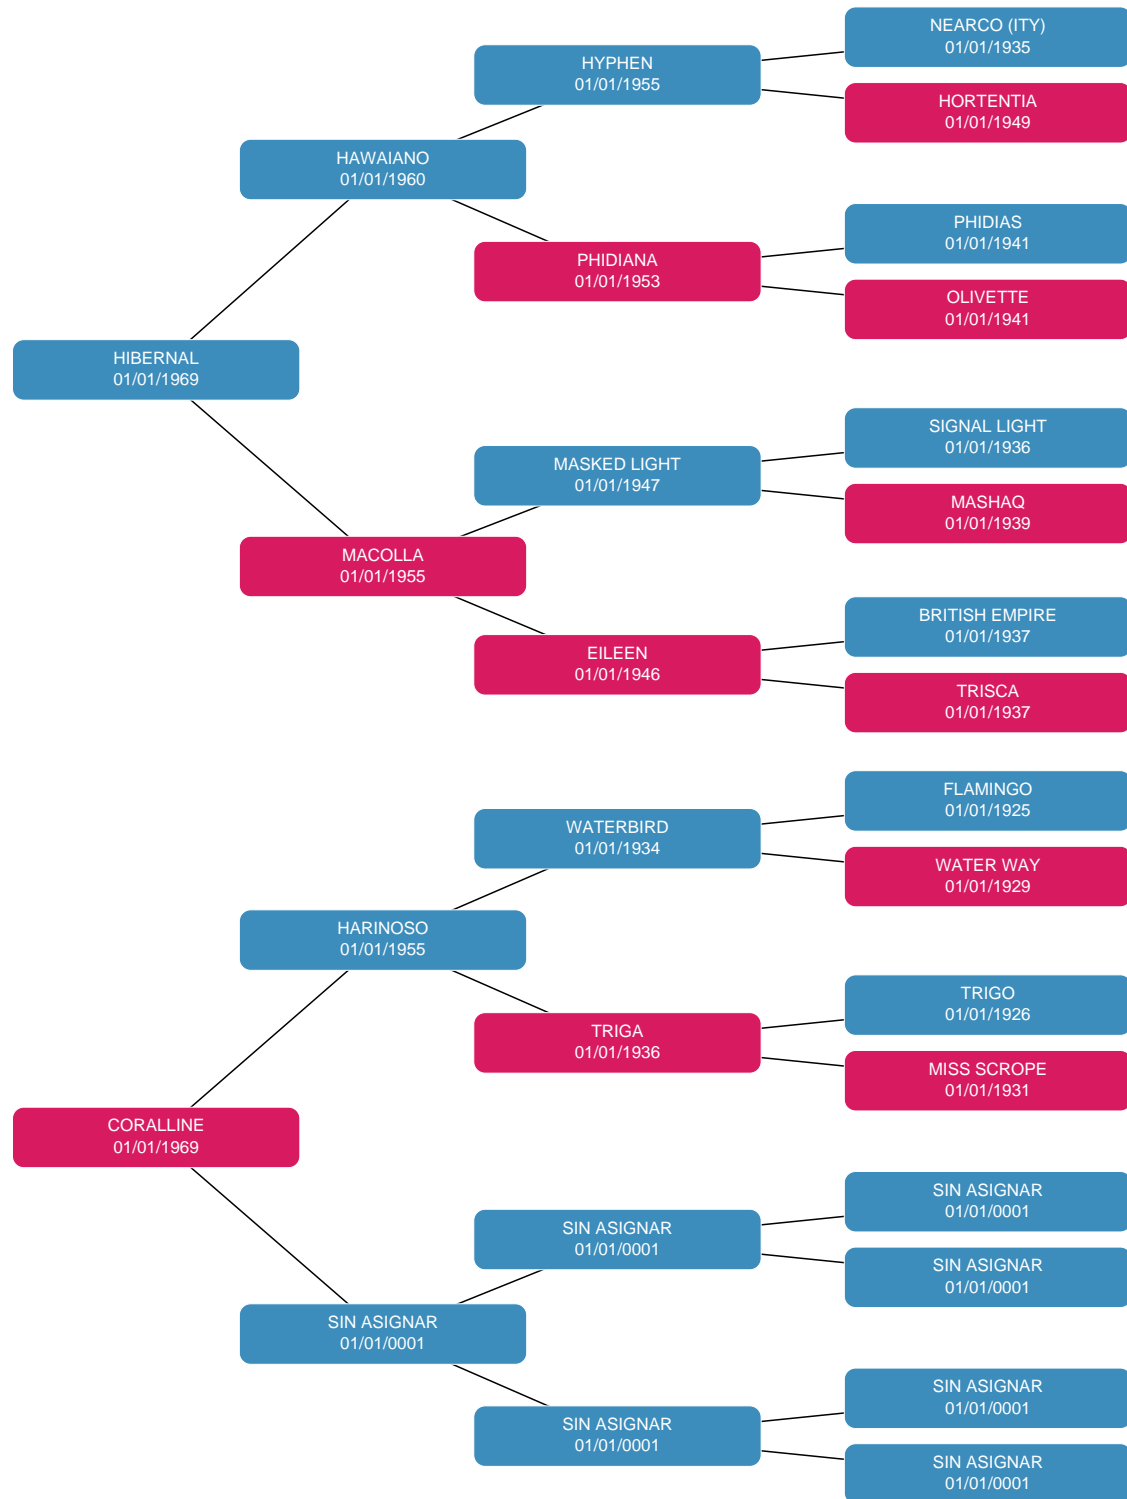 NEARCO (ITY)
01/01/1935
HYPHEN
01/01/1955
HORTENTIA
01/01/1949
HAWAIANO
01/01/1960
PHIDIAS
01/01/1941
PHIDIANA
01/01/1953
OLIVETTE
01/01/1941
HIBERNAL
01/01/1969
SIGNAL LIGHT
01/01/1936
MASKED LIGHT
01/01/1947
MASHAQ
01/01/1939
MACOLLA
01/01/1955
BRITISH EMPIRE
01/01/1937
EILEEN
01/01/1946
TRISCA
01/01/1937
FLAMINGO
01/01/1925
WATERBIRD
01/01/1934
WATER WAY
01/01/1929
HARINOSO
01/01/1955
TRIGO
01/01/1926
TRIGA
01/01/1936
MISS SCROPE
01/01/1931
CORALLINE
01/01/1969
SIN ASIGNAR
01/01/0001
SIN ASIGNAR
01/01/0001
SIN ASIGNAR
01/01/0001
SIN ASIGNAR
01/01/0001
SIN ASIGNAR
01/01/0001
SIN ASIGNAR
01/01/0001
SIN ASIGNAR
01/01/0001